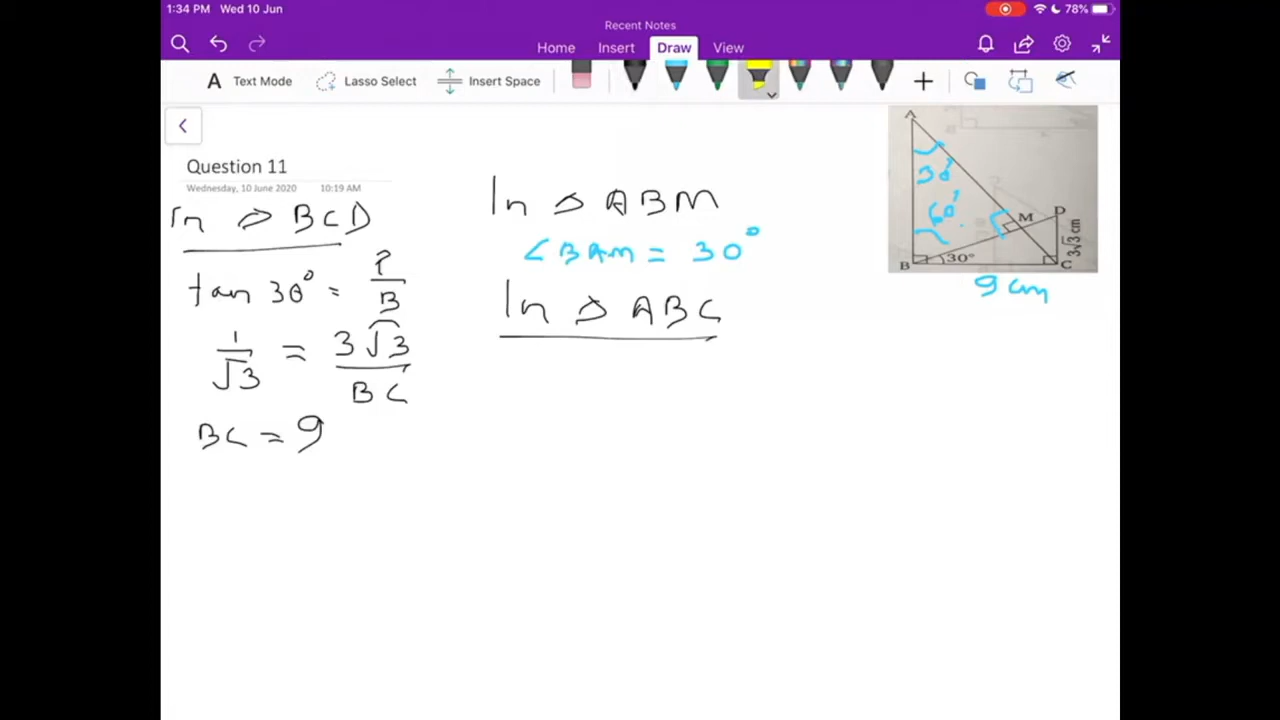 1:34 PM Wed 10 Jun
78%
Recent Notes
Home Insert Draw View
A Text Mode Lasso Select Insert Space
Question 11
Wednesday, 10 June 2020 10:19 AM
In △ BCD
tan 30° = P/B
1/√3 = 3√3/BC
BC = 9
In △ ABM
∠BAM = 30°
In △ ABC
A
30°
60°
M
D
3√3 cm
B
30°
C
9 cm